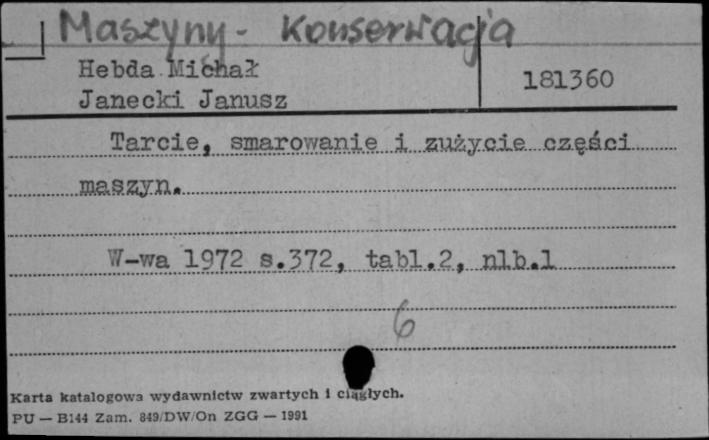 Maszyny - Konserwacja
Hebda Michał
181360
Janecki Janusz
Tarcie, smarowanie i zużycie części
maszyn.
W-wa 1972 s.372, tabl.2, nlb.1
6
Karta katalogowa wydawnictw zwartych i ciągłych.
PU — B144 Zam. 849/DW/On ZGG — 1991